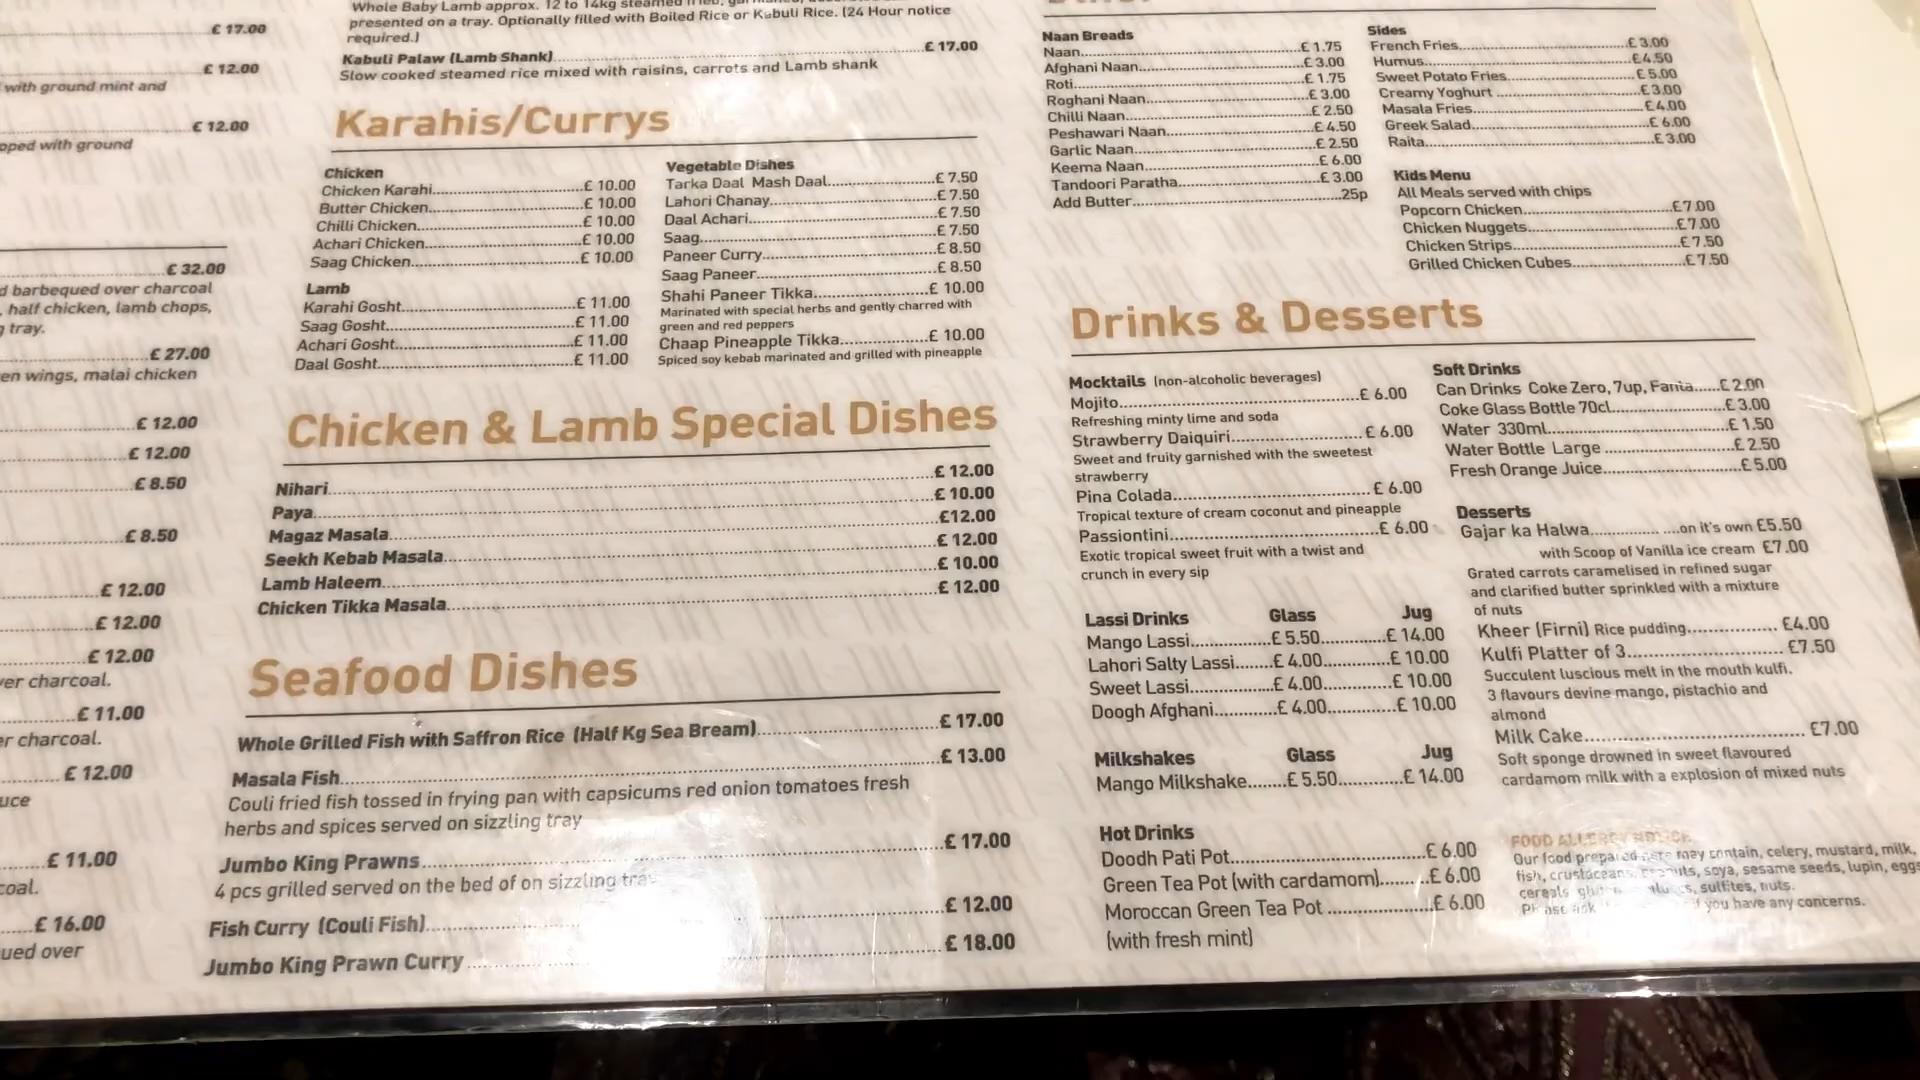 £ 17.00
£ 12.00
with ground mint and
£ 12.00
pped with ground
£ 32.00
d barbequed over charcoal
, half chicken, lamb chops,
g tray.
£ 27.00
en wings, malai chicken
£ 12.00
£ 12.00
£ 8.50
£ 8.50
£ 12.00
£ 12.00
£ 12.00
ver charcoal.
£ 11.00
er charcoal.
£ 12.00
uce
£ 11.00
coal.
£ 16.00
ued over
Whole Baby Lamb approx. 12 to 14kg steamed
presented on a tray. Optionally filled with Boiled Rice or Kabuli Rice. (24 Hour notice
required.)
Kabuli Palaw (Lamb Shank) £ 17.00
Slow cooked steamed rice mixed with raisins, carrots and Lamb shank
Karahis/Currys
Chicken
Chicken Karahi £ 10.00
Butter Chicken £ 10.00
Chilli Chicken £ 10.00
Achari Chicken £ 10.00
Saag Chicken £ 10.00
Lamb
Karahi Gosht £ 11.00
Saag Gosht £ 11.00
Achari Gosht £ 11.00
Daal Gosht £ 11.00
Vegetable Dishes
Tarka Daal Mash Daal £ 7.50
Lahori Chanay £ 7.50
Daal Achari £ 7.50
Saag £ 7.50
Paneer Curry £ 8.50
Saag Paneer £ 8.50
Shahi Paneer Tikka £ 10.00
Marinated with special herbs and gently charred with
green and red peppers
Chaap Pineapple Tikka £ 10.00
Spiced soy kebab marinated and grilled with pineapple
Chicken & Lamb Special Dishes
Nihari £ 12.00
Paya £ 10.00
Magaz Masala £12.00
Seekh Kebab Masala £ 12.00
Lamb Haleem £ 10.00
Chicken Tikka Masala £ 12.00
Seafood Dishes
Whole Grilled Fish with Saffron Rice (Half Kg Sea Bream) £ 17.00
Masala Fish £ 13.00
Couli fried fish tossed in frying pan with capsicums red onion tomatoes fresh
herbs and spices served on sizzling tray
Jumbo King Prawns £ 17.00
4 pcs grilled served on the bed of on sizzling tray
Fish Curry (Couli Fish) £ 12.00
Jumbo King Prawn Curry £ 18.00
Naan Breads
Naan £ 1.75
Afghani Naan £ 3.00
Roti £ 1.75
Roghani Naan £ 3.00
Chilli Naan £ 2.50
Peshawari Naan £ 4.50
Garlic Naan £ 2.50
Keema Naan £ 6.00
Tandoori Paratha £ 3.00
Add Butter 25p
Sides
French Fries £ 3.00
Humus £4.50
Sweet Potato Fries £ 5.00
Creamy Yoghurt £3.00
Masala Fries £4.00
Greek Salad £ 6.00
Raita £ 3.00
Kids Menu
All Meals served with chips
Popcorn Chicken £7.00
Chicken Nuggets £7.00
Chicken Strips £ 7.50
Grilled Chicken Cubes £7.50
Drinks & Desserts
Mocktails (non-alcoholic beverages)
Mojito £ 6.00
Refreshing minty lime and soda
Strawberry Daiquiri £ 6.00
Sweet and fruity garnished with the sweetest
strawberry
Pina Colada £ 6.00
Tropical texture of cream coconut and pineapple
Passiontini £ 6.00
Exotic tropical sweet fruit with a twist and
crunch in every sip
Lassi Drinks Glass Jug
Mango Lassi £ 5.50 £ 14.00
Lahori Salty Lassi £ 4.00 £ 10.00
Sweet Lassi £ 4.00 £ 10.00
Doogh Afghani £ 4.00 £ 10.00
Milkshakes Glass Jug
Mango Milkshake £ 5.50 £ 14.00
Hot Drinks
Doodh Pati Pot £ 6.00
Green Tea Pot (with cardamom) £ 6.00
Moroccan Green Tea Pot £ 6.00
(with fresh mint)
Soft Drinks
Can Drinks Coke Zero, 7up, Fanta £ 2.00
Coke Glass Bottle 70cl £ 3.00
Water 330ml £ 1.50
Water Bottle Large £ 2.50
Fresh Orange Juice £ 5.00
Desserts
Gajar ka Halwa on it's own £5.50
with Scoop of Vanilla ice cream £7.00
Grated carrots caramelised in refined sugar
and clarified butter sprinkled with a mixture
of nuts
Kheer (Firni) Rice pudding £4.00
Kulfi Platter of 3 £7.50
Succulent luscious melt in the mouth kulfi.
3 flavours devine mango, pistachio and
almond
Milk Cake £7.00
Soft sponge drowned in sweet flavoured
cardamom milk with a explosion of mixed nuts
FOOD ALLERGY
Our food prepared here may contain, celery, mustard, milk,
fish, crustaceans, soya, sesame seeds, lupin, eggs
cereals sulfites, nuts.
Please ask if you have any concerns.